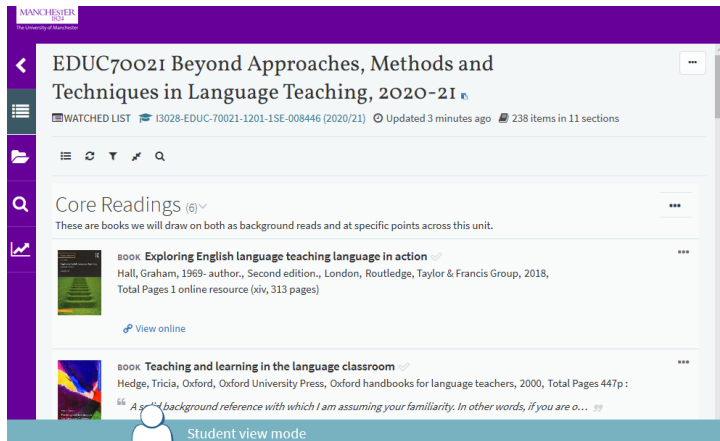 MANCHESTER
1824
The University of Manchester
EDUC70021 Beyond Approaches, Methods and
Techniques in Language Teaching, 2020-21
WATCHED LIST I3028-EDUC-70021-1201-1SE-008446 (2020/21) Updated 3 minutes ago 238 items in 11 sections
Core Readings (6)
These are books we will draw on both as background reads and at specific points across this unit.
BOOK Exploring English language teaching language in action
Hall, Graham, 1969- author., Second edition., London, Routledge, Taylor & Francis Group, 2018,
Total Pages 1 online resource (xiv, 313 pages)
View online
BOOK Teaching and learning in the language classroom
Hedge, Tricia, Oxford, Oxford University Press, Oxford handbooks for language teachers, 2000, Total Pages 447p :
A solid background reference with which I am assuming your familiarity. In other words, if you are o…
Student view mode